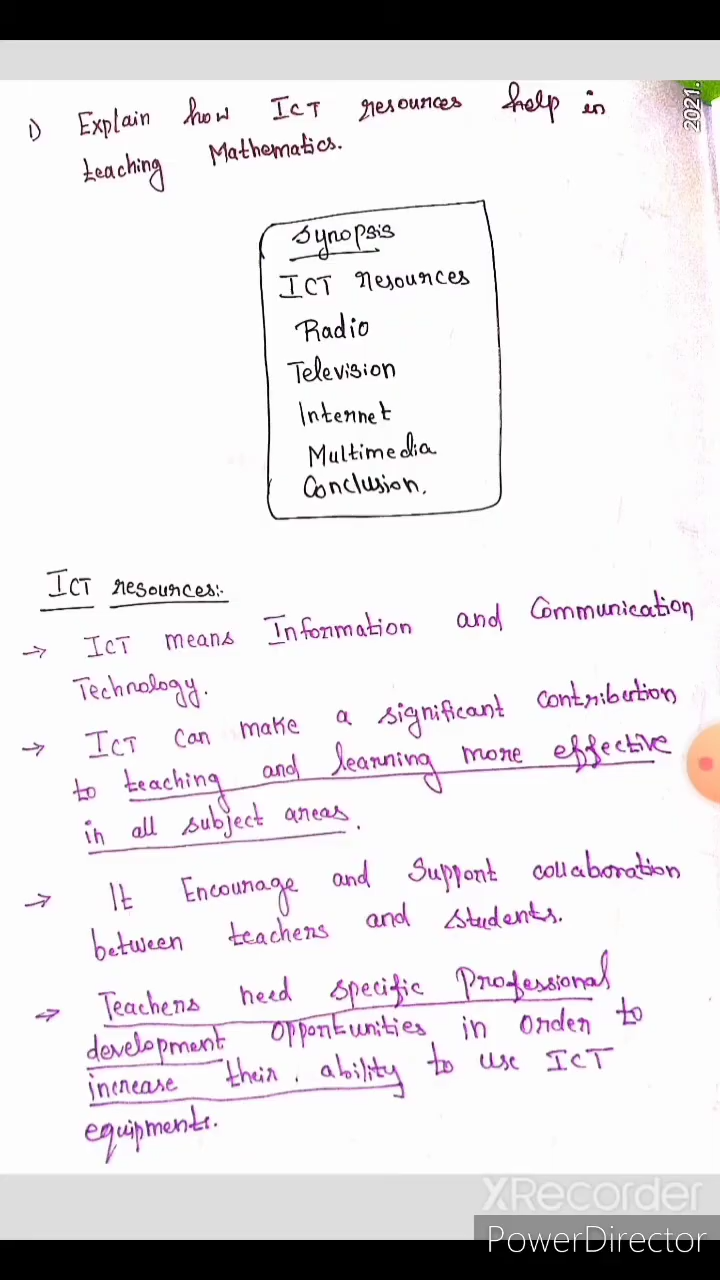 1) Explain how ICT resources help in
teaching Mathematics.
2021.
Synopsis
ICT resources
Radio
Television
Internet
Multimedia
Conclusion.
ICT resources:-
→ ICT means Information and Communication
Technology.
→ ICT can make a significant contribution
to teaching and learning more effective
in all subject areas.
→ It Encourage and Support collaboration
between teachers and students.
→ Teachers need specific Professional
development opportunities in order to
increase their. ability to use ICT
equipments.
XRecorder
PowerDirector